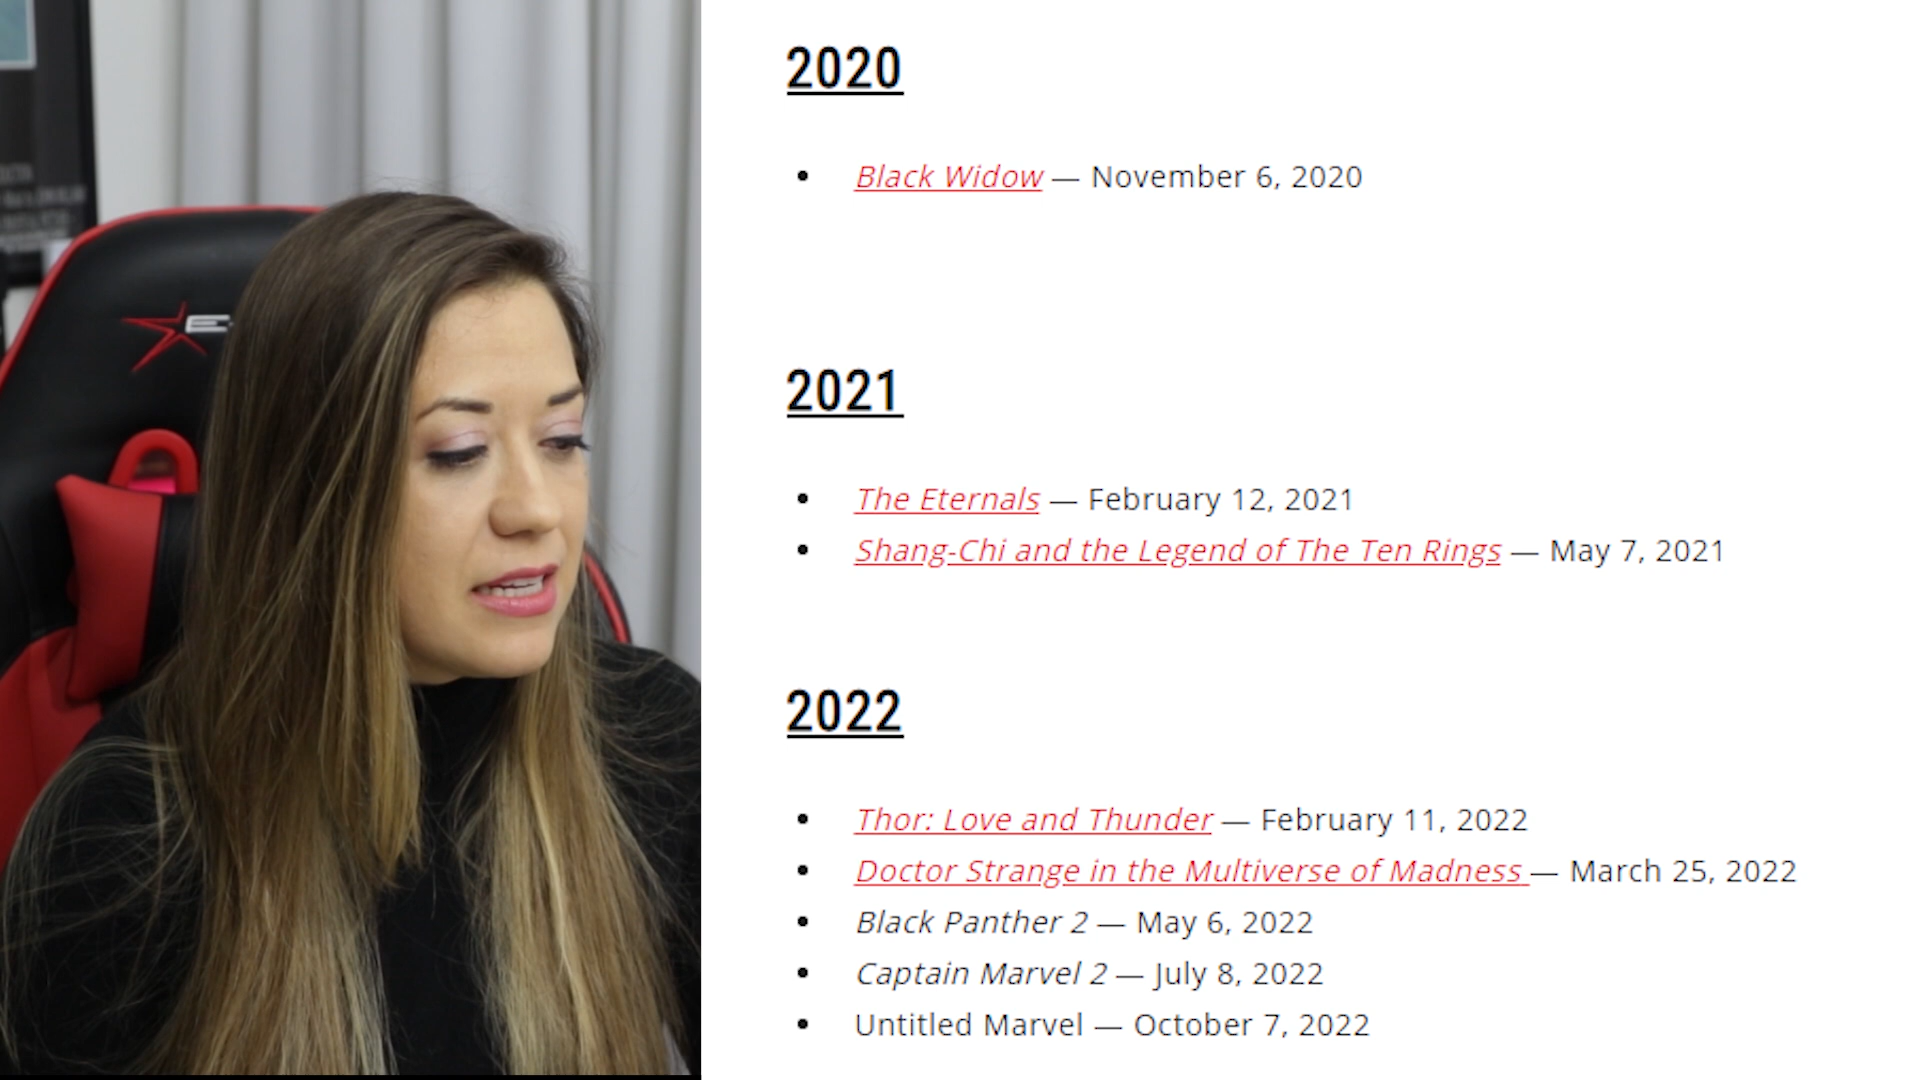 2020
Black Widow — November 6, 2020
2021
The Eternals — February 12, 2021
Shang-Chi and the Legend of The Ten Rings — May 7, 2021
2022
Thor: Love and Thunder — February 11, 2022
Doctor Strange in the Multiverse of Madness — March 25, 2022
Black Panther 2 — May 6, 2022
Captain Marvel 2 — July 8, 2022
Untitled Marvel — October 7, 2022